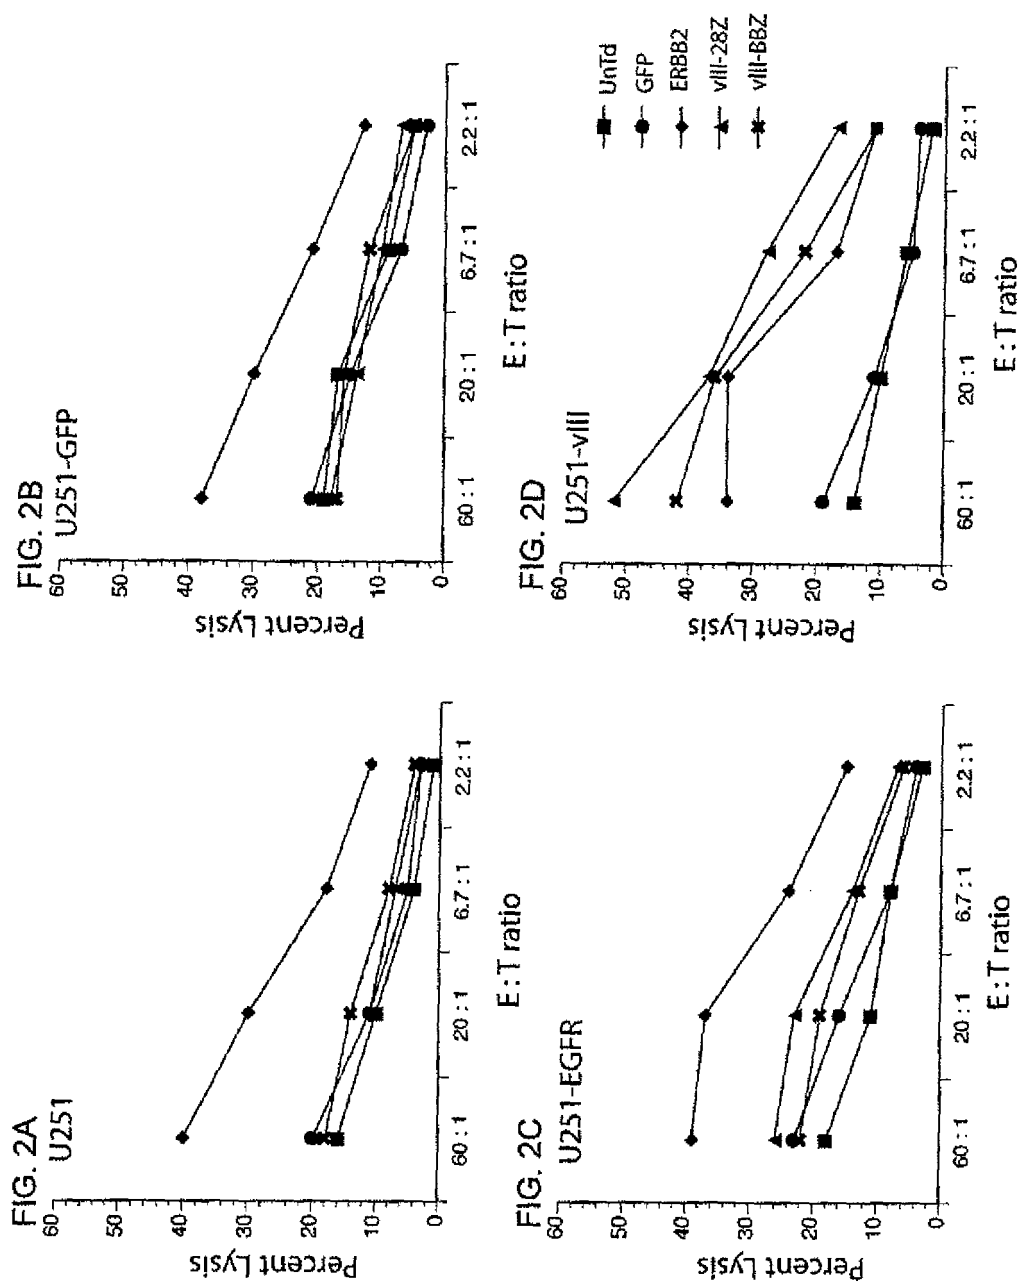 FIG. 2A
U251
60
50
40
30
20
10
0
Percent Lysis
60:1
20:1
6.7:1
2.2:1
E:T ratio
FIG. 2B
U251-GFP
60
50
40
30
20
10
0
Percent Lysis
60:1
20:1
6.7:1
2.2:1
E:T ratio
FIG. 2C
U251-EGFR
60
50
40
30
20
10
0
Percent Lysis
60:1
20:1
6.7:1
2.2:1
E:T ratio
FIG. 2D
U251-vIII
60
50
40
30
20
10
0
Percent Lysis
60:1
20:1
6.7:1
2.2:1
E:T ratio
UnTd
GFP
ERBB2
vIII-28Z
vIII-BBZ